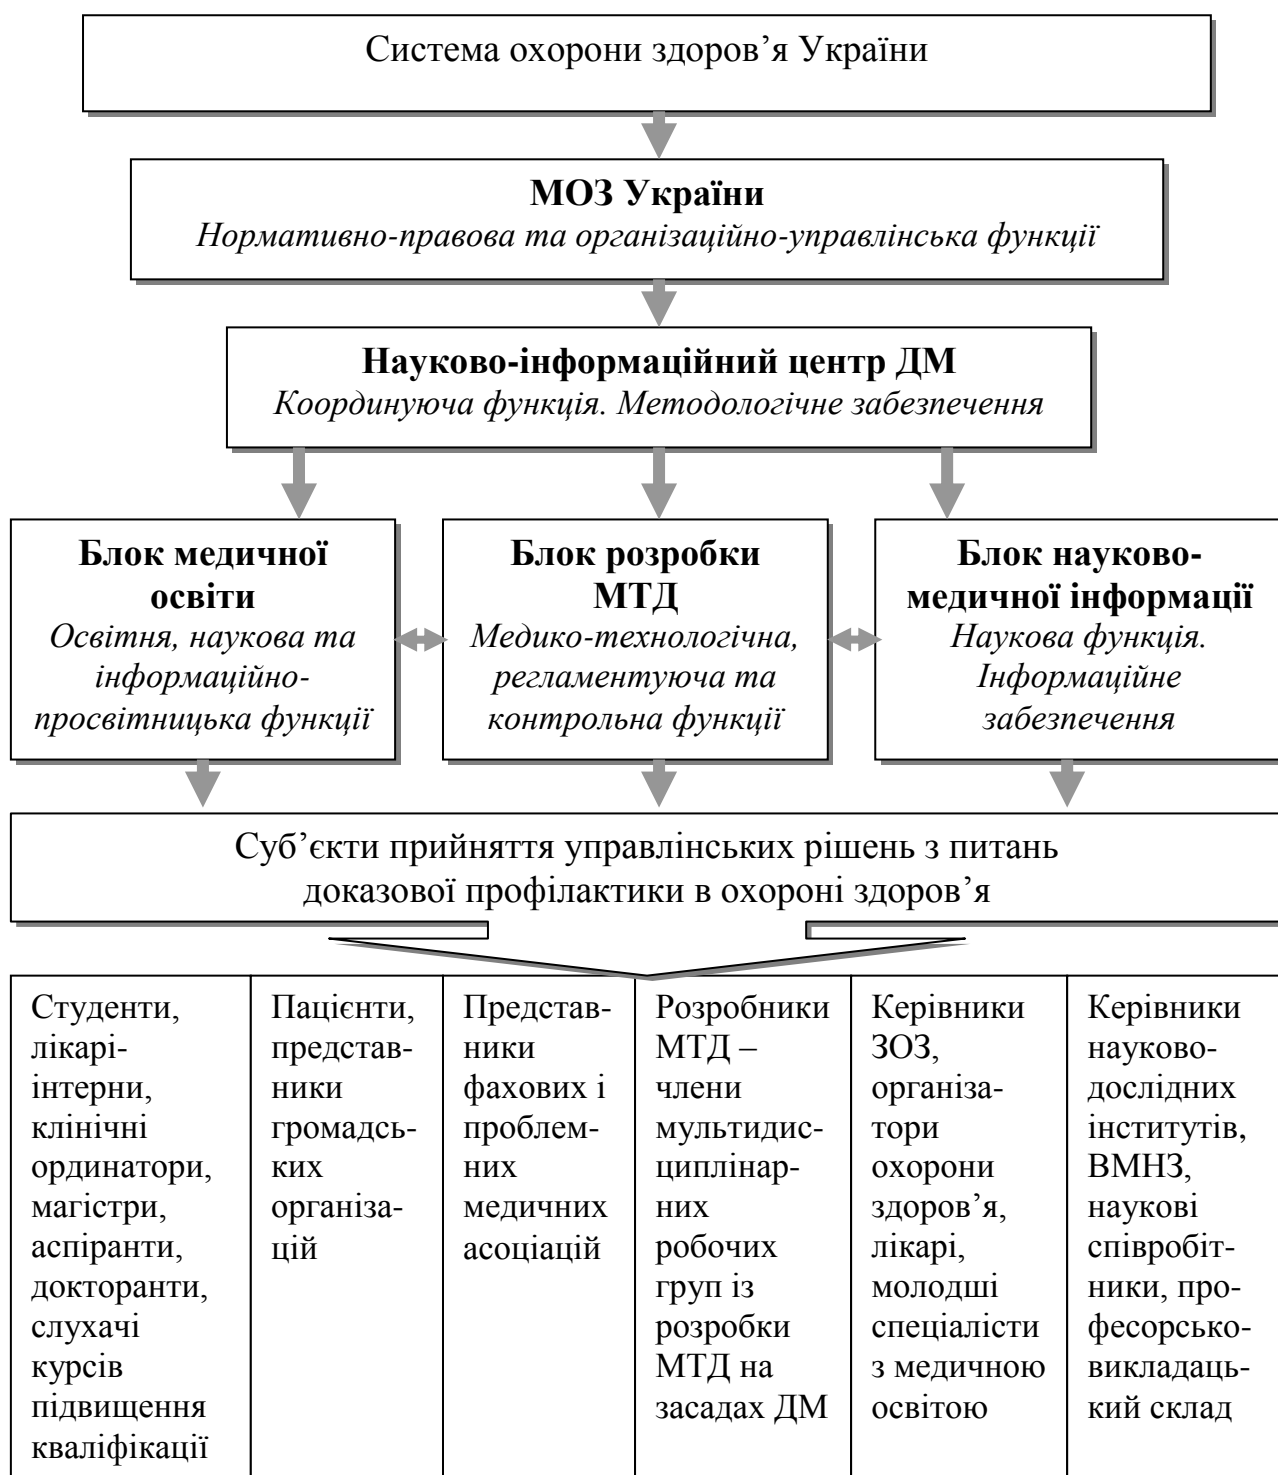 Система охорони здоров’я України
МОЗ України
Нормативно-правова та організаційно-управлінська функції
Науково-інформаційний центр ДМ
Координуюча функція. Методологічне забезпечення
Блок медичної
освіти
Освітня, наукова та
інформаційно-
просвітницька функції
Блок розробки
МТД
Медико-технологічна,
регламентуюча та
контрольна функції
Блок науково-
медичної інформації
Наукова функція.
Інформаційне
забезпечення
Суб’єкти прийняття управлінських рішень з питань
доказової профілактики в охороні здоров’я
Студенти,
лікарі-
інтерни,
клінічні
ординатори,
магістри,
аспіранти,
докторанти,
слухачі
курсів
підвищення
кваліфікації
Пацієнти,
представ-
ники
громадсь-
ких
організа-
цій
Представ-
ники
фахових і
проблем-
них
медичних
асоціацій
Розробники
МТД –
члени
мультидис-
циплінар-
них
робочих
груп із
розробки
МТД на
засадах ДМ
Керівники
ЗОЗ,
організа-
тори
охорони
здоров’я,
лікарі,
молодші
спеціалісти
з медичною
освітою
Керівники
науково-
дослідних
інститутів,
ВМНЗ,
наукові
співробіт-
ники, про-
фесорсько-
викладаць-
кий склад